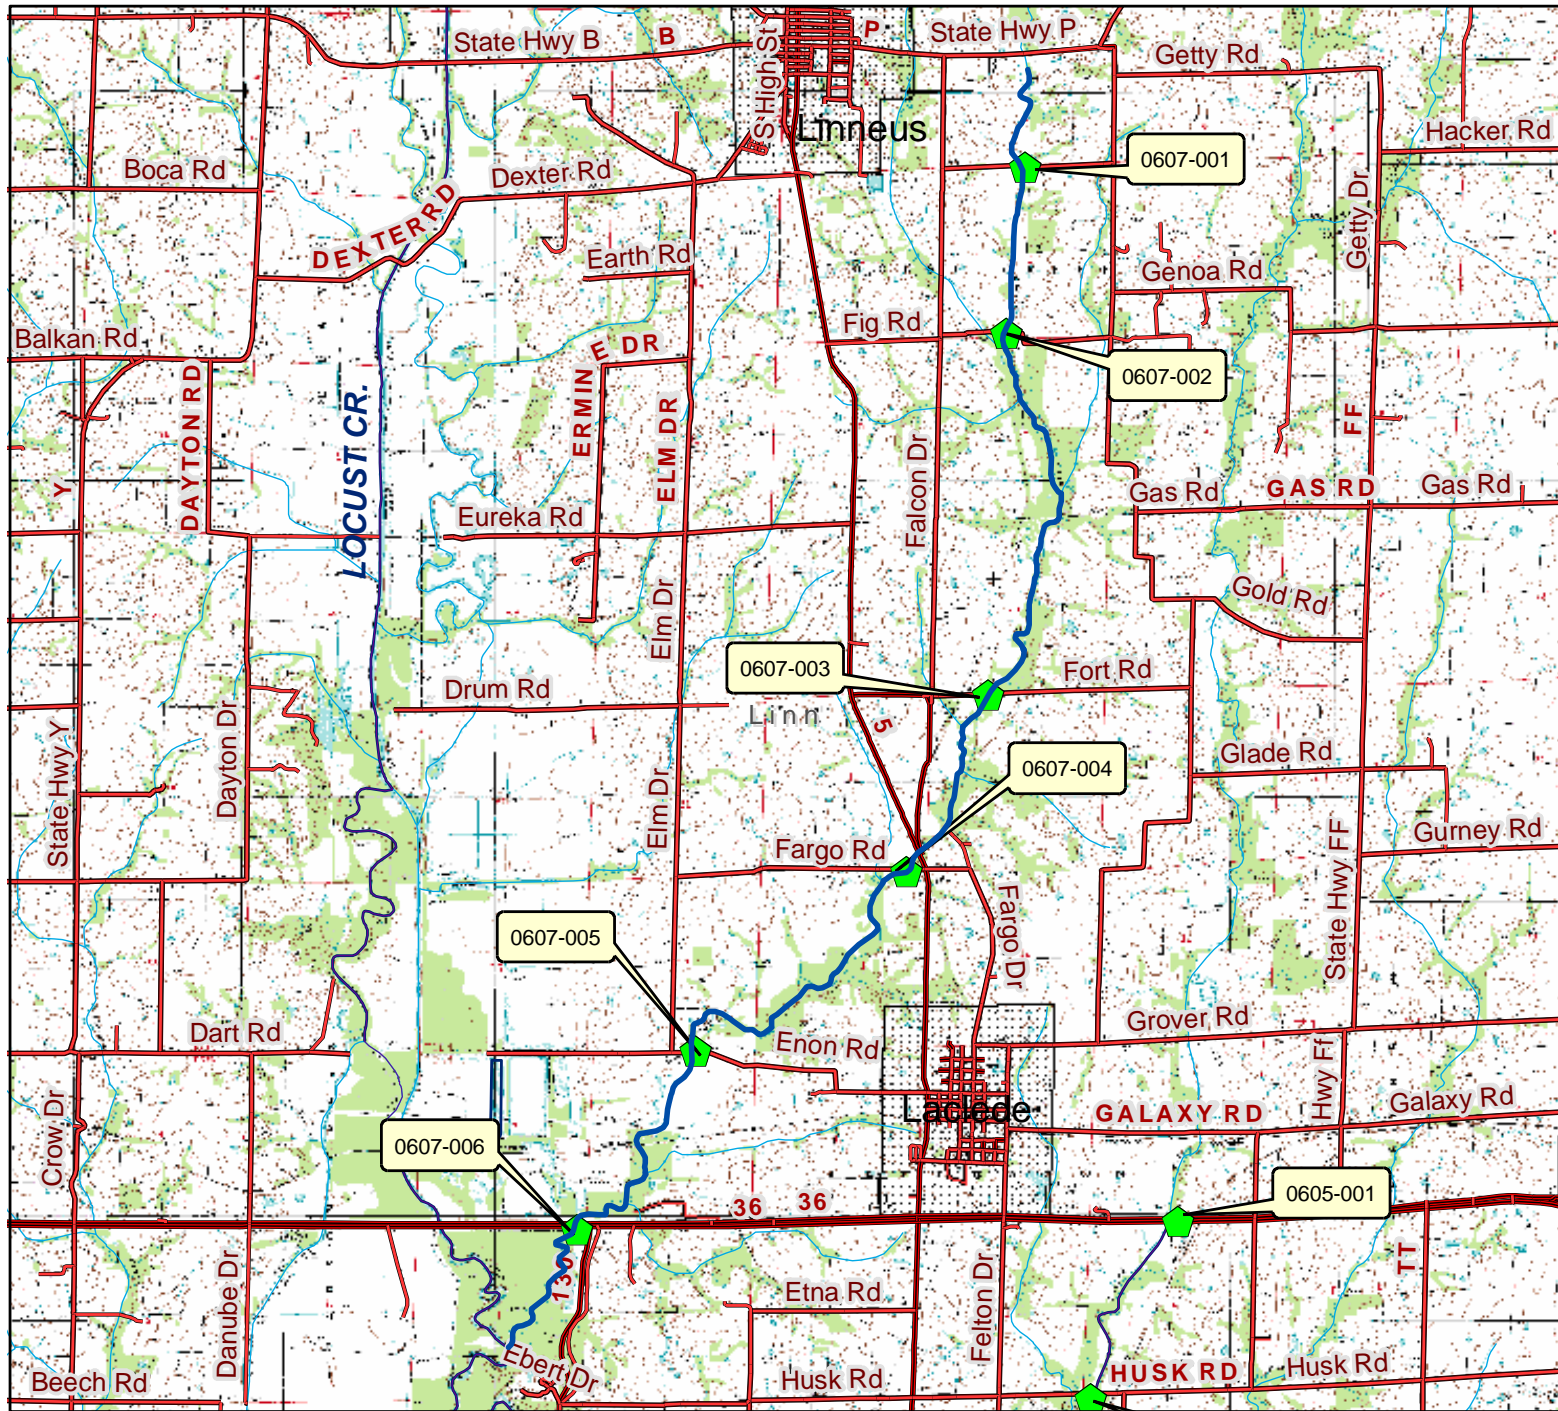 State Hwy B
B
S High St
P
State Hwy P
Getty Rd
Linneus
Hacker Rd
0607-001
Boca Rd
Dexter Rd
DEXTER RD
Getty Dr
Earth Rd
Genoa Rd
Balkan Rd
Fig Rd
ERMINE DR
0607-002
DAYTON RD
LOCUST CR.
ELM DR
FF
Falcon Dr
Y
Gas Rd
GAS RD
Gas Rd
Eureka Rd
Gold Rd
Elm Dr
0607-003
Fort Rd
Drum Rd
Linn
5
State Hwy Y
Dayton Dr
0607-004
Glade Rd
Elm Dr
Fargo Rd
State Hwy FF
Gurney Rd
Fargo Dr
0607-005
Dart Rd
Enon Rd
Grover Rd
Hwy Ff
Crow Dr
Laclede
GALAXY RD
Galaxy Rd
0607-006
36
36
0605-001
Danube Dr
130
Etna Rd
Felton Dr
TT
Beech Rd
Ebert Dr
Husk Rd
HUSK RD
Husk Rd